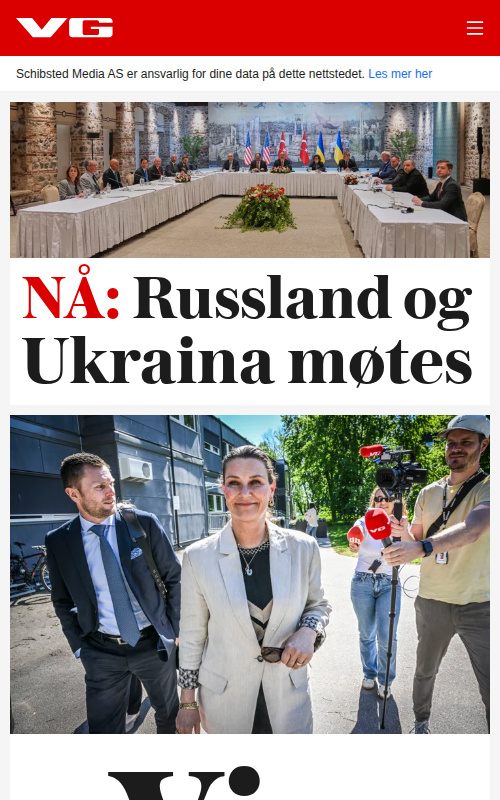 VG
Schibsted Media AS er ansvarlig for dine data på dette nettstedet. Les mer her
NÅ: Russland og
Ukraina møtes
VG
VG